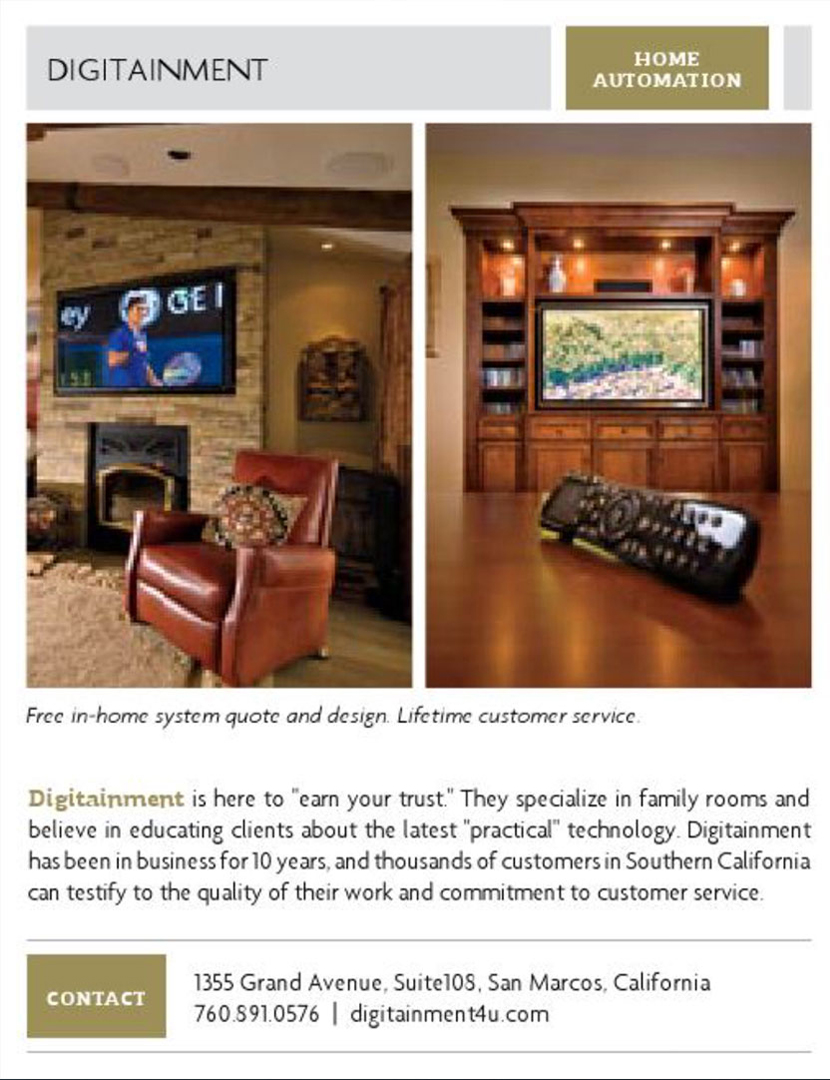 DIGITAINMENT
HOME
AUTOMATION
ey GE
Free in-home system quote and design. Lifetime customer service.
Digitainment is here to "earn your trust." They specialize in family rooms and
believe in educating clients about the latest "practical" technology. Digitainment
has been in business for 10 years, and thousands of customers in Southern California
can testify to the quality of their work and commitment to customer service.
CONTACT
1355 Grand Avenue, Suite108, San Marcos, California
760.891.0576 | digitainment4u.com